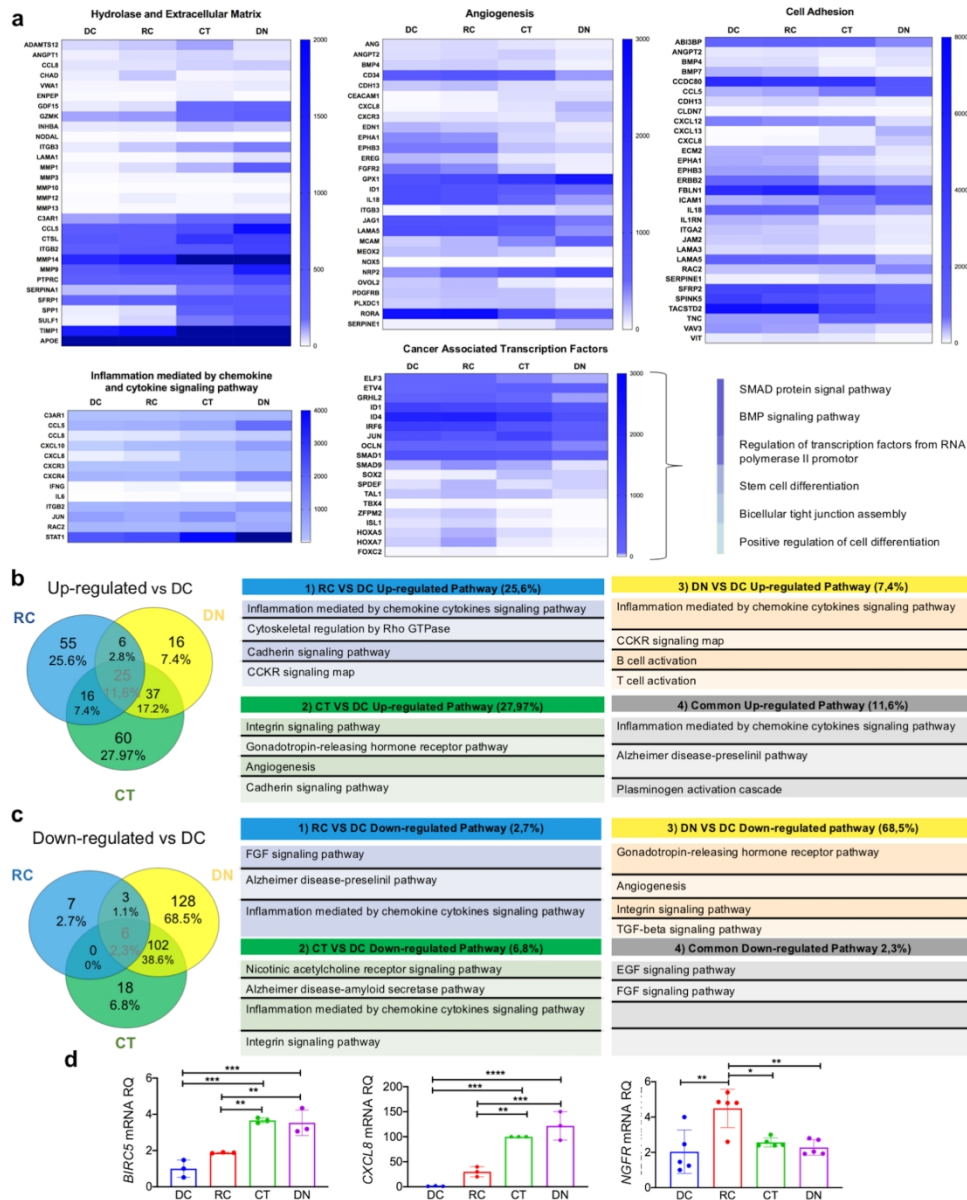 a
Hydrolase and Extracellular Matrix
DC RC CT DN
ADAMTS12
ANGPT1
CCL8
CHAD
VWA1
ENPEP
GDF15
GZMK
INHBA
NODAL
ITGB3
LAMA1
MMP1
MMP3
MMP10
MMP12
MMP13
C3AR1
CCL5
CTSL
ITGB2
MMP14
MMP9
PTPRC
SERPINA1
SFRP1
SPP1
SULF1
TIMP1
APOE
2000
1500
1000
500
0
Angiogenesis
DC RC CT DN
ANG
ANGPT2
BMP4
CD34
CDH13
CEACAM1
CXCL8
CXCR3
EDN1
EPHA1
EPHB3
EREG
FGFR2
GPX1
ID1
IL18
ITGB3
JAG1
LAMA5
MCAM
MEOX2
NOX5
NRP2
OVOL2
PDGFRB
PLXDC1
RORA
SERPINE1
3000
2000
1000
0
Cell Adhesion
DC RC CT DN
ABI3BP
ANGPT2
BMP4
BMP7
CCDC80
CCL5
CDH13
CLDN7
CXCL12
CXCL13
CXCL8
ECM2
EPHA1
EPHB3
ERBB2
FBLN1
ICAM1
IL18
IL1RN
ITGA2
JAM2
LAMA3
LAMA5
RAC2
SERPINE1
SFRP2
SPINK5
TACSTD2
TNC
VAV3
VIT
8000
6000
4000
2000
0
Inflammation mediated by chemokine
and cytokine signaling pathway
DC RC CT DN
C3AR1
CCL5
CCL8
CXCL10
CXCL8
CXCR3
CXCR4
IFNG
IL6
ITGB2
JUN
RAC2
STAT1
4000
3000
2000
1000
Cancer Associated Transcription Factors
DC RC CT DN
ELF3
ETV4
GRHL2
ID1
ID4
IRF6
JUN
OCLN
SMAD1
SMAD9
SOX2
SPDEF
TAL1
TBX4
ZFPM2
ISL1
HOXA5
HOXA7
FOXC2
3000
2000
1000
0
SMAD protein signal pathway
BMP signaling pathway
Regulation of transcription factors from RNA
polymerase II promotor
Stem cell differentiation
Bicellular tight junction assembly
Positive regulation of cell differentiation
b
Up-regulated vs DC
RC
DN
CT
55
25.6%
6
2.8%
16
7.4%
25
11,6%
16
7.4%
37
17.2%
60
27.97%
1) RC VS DC Up-regulated Pathway (25,6%)
Inflammation mediated by chemokine cytokines signaling pathway
Cytoskeletal regulation by Rho GTPase
Cadherin signaling pathway
CCKR signaling map
2) CT VS DC Up-regulated Pathway (27,97%)
Integrin signaling pathway
Gonadotropin-releasing hormone receptor pathway
Angiogenesis
Cadherin signaling pathway
3) DN VS DC Up-regulated Pathway (7,4%)
Inflammation mediated by chemokine cytokines signaling pathway
CCKR signaling map
B cell activation
T cell activation
4) Common Up-regulated Pathway (11,6%)
Inflammation mediated by chemokine cytokines signaling pathway
Alzheimer disease-preselinil pathway
Plasminogen activation cascade
c
Down-regulated vs DC
RC
DN
CT
7
2.7%
3
1.1%
128
68.5%
6
2.3%
0
0%
102
38.6%
18
6.8%
1) RC VS DC Down-regulated Pathway (2,7%)
FGF signaling pathway
Alzheimer disease-preselinil pathway
Inflammation mediated by chemokine cytokines signaling pathway
2) CT VS DC Down-regulated Pathway (6,8%)
Nicotinic acetylcholine receptor signaling pathway
Alzheimer disease-amyloid secretase pathway
Inflammation mediated by chemokine cytokines signaling pathway
Integrin signaling pathway
3) DN VS DC Down-regulated pathway (68,5%)
Gonadotropin-releasing hormone receptor pathway
Angiogenesis
Integrin signaling pathway
TGF-beta signaling pathway
4) Common Down-regulated Pathway 2,3%)
EGF signaling pathway
FGF signaling pathway
d
BIRC5 mRNA RQ
6
4
2
0
***
***
**
**
DC RC CT DN
CXCL8 mRNA RQ
200
150
100
50
0
****
***
***
**
DC RC CT DN
NGFR mRNA RQ
6
4
2
0
**
**
*
DC RC CT DN